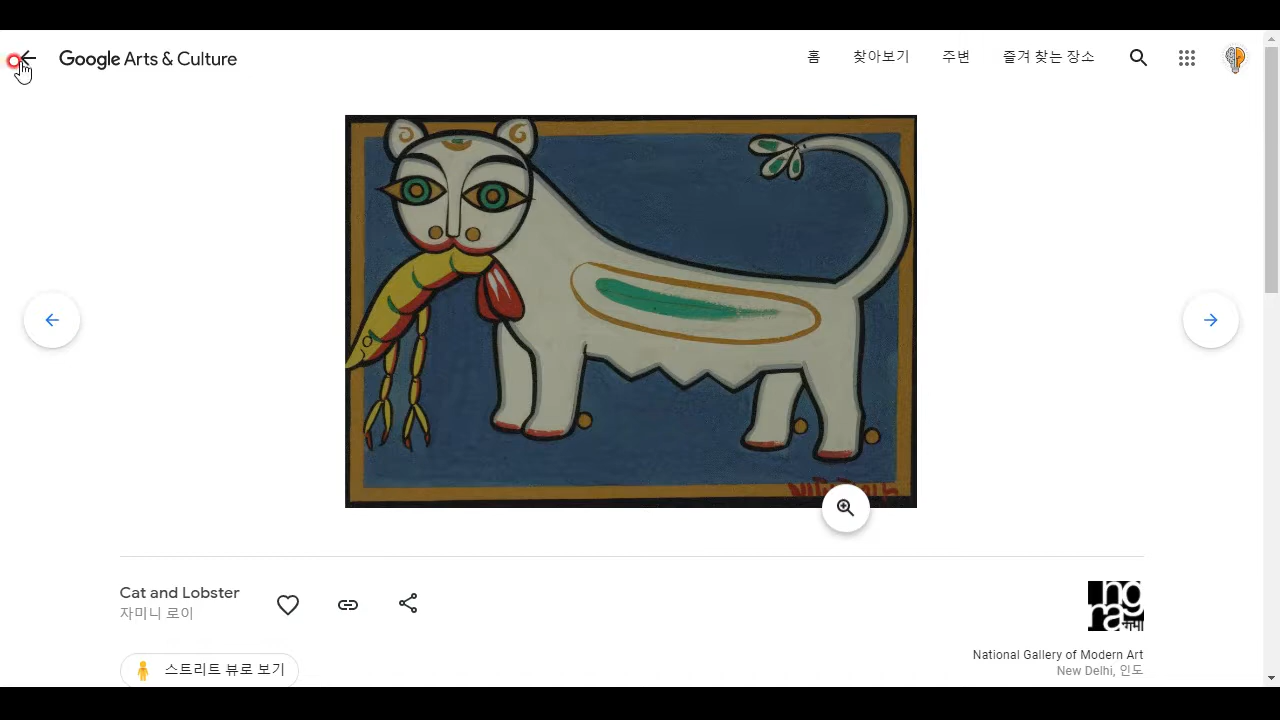 Google Arts & Culture
홈 찾아보기 주변 즐겨 찾는 장소
Cat and Lobster
자미니 로이
스트리트 뷰로 보기
ng
ma
National Gallery of Modern Art
New Delhi, 인도